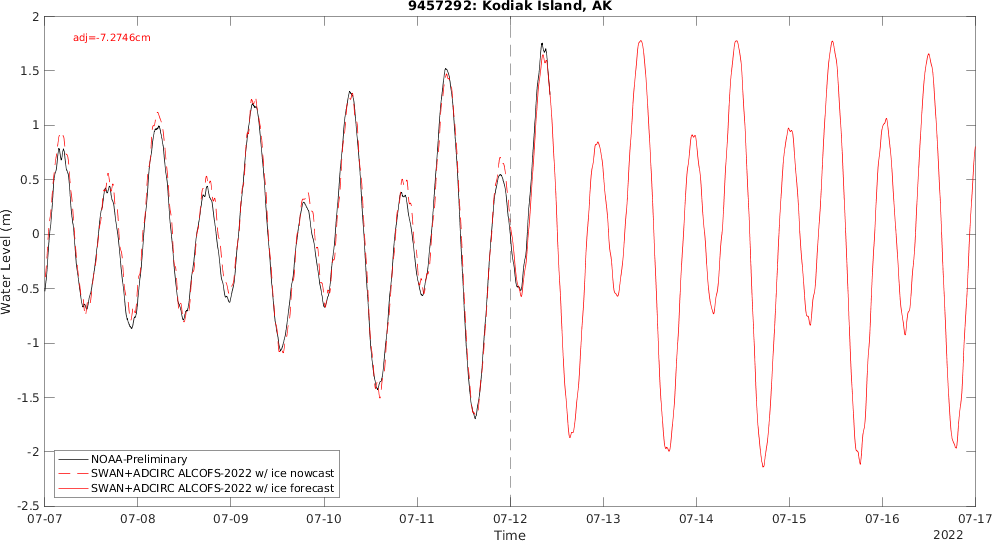 9457292: Kodiak Island, AK
adj=-7.2746cm
Water Level (m)
2
1.5
1
0.5
0
-0.5
-1
-1.5
-2
-2.5
NOAA-Preliminary
SWAN+ADCIRC ALCOFS-2022 w/ ice nowcast
SWAN+ADCIRC ALCOFS-2022 w/ ice forecast
07-07 07-08 07-09 07-10 07-11 07-12 07-13 07-14 07-15 07-16 07-17
Time
2022